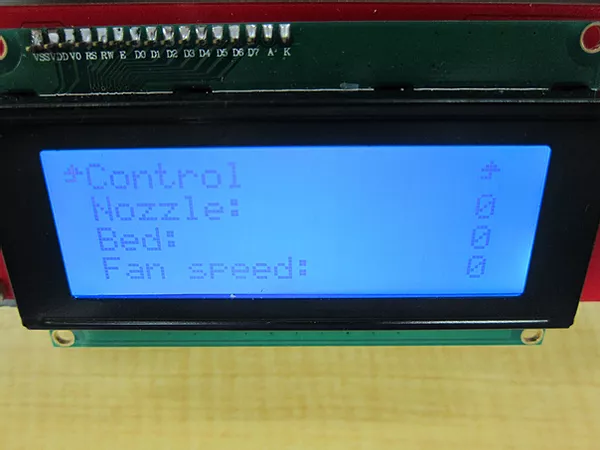 VSS VDD V0 RS RW E D0 D1 D2 D3 D4 D5 D6 D7 A K
Control
Nozzle: 0
Bed: 0
Fan speed: 0